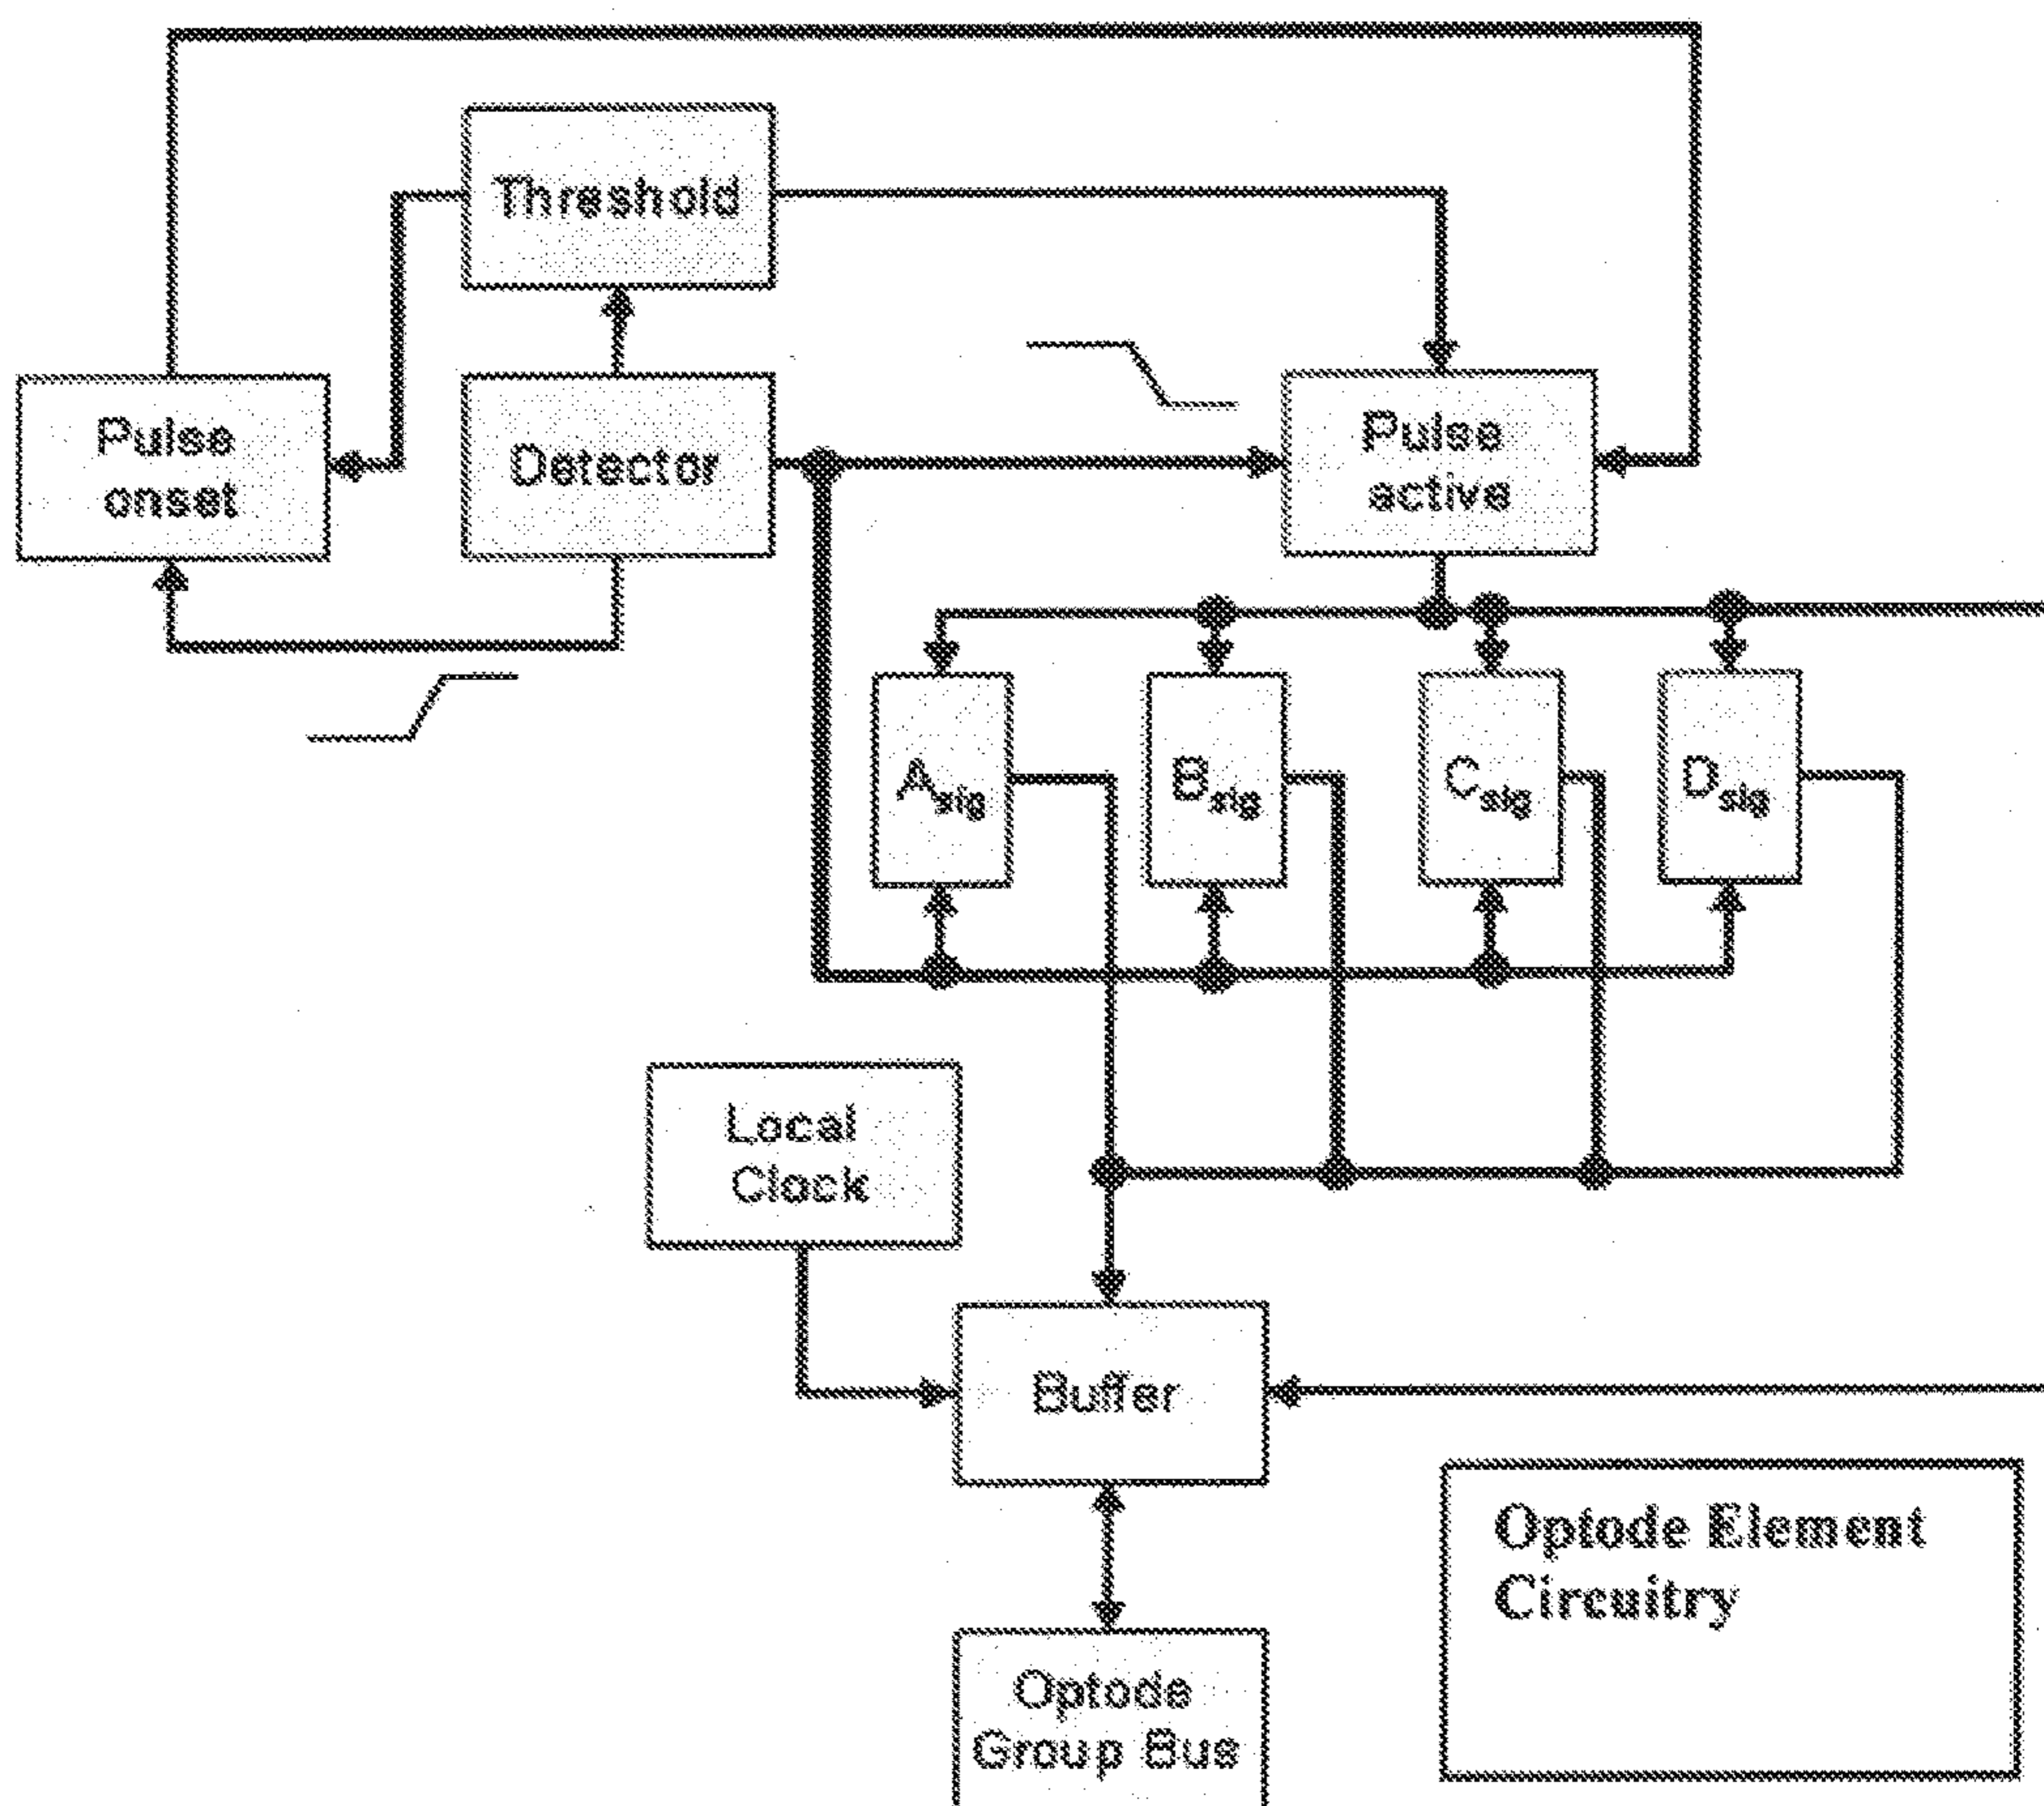 Threshold
Pulse
onset
Detector
Pulse
active
Asig
Bsig
Csig
Dsig
Local
Clock
Buffer
Optode Element
Circuitry
Optode
Group Bus